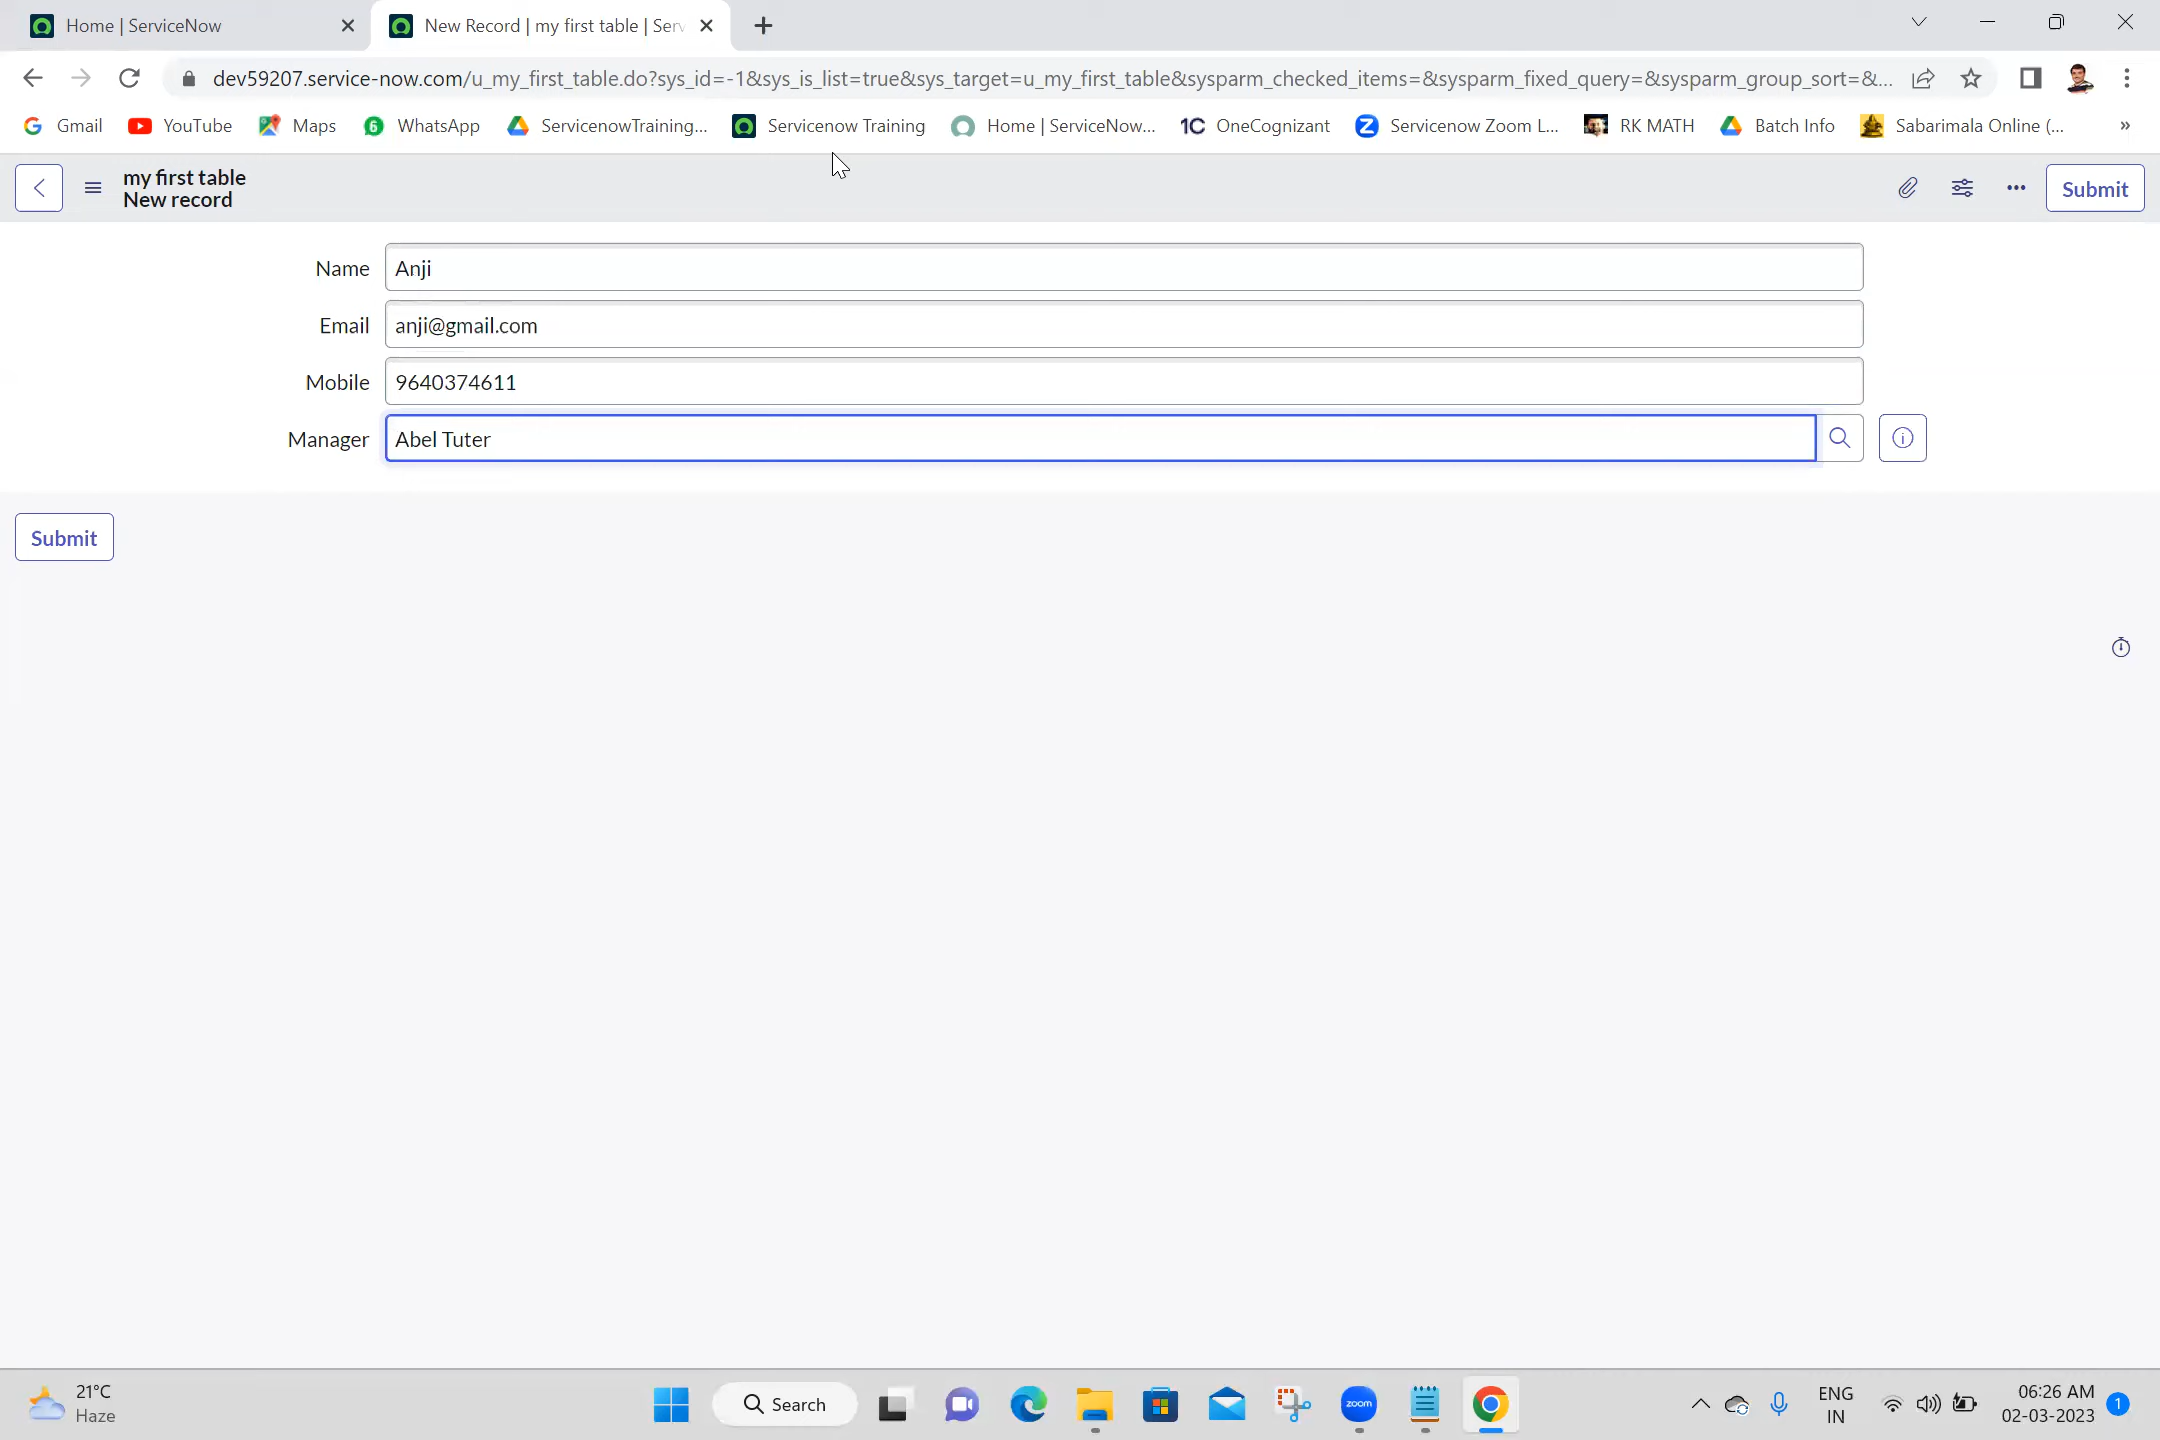 Home | ServiceNow
New Record | my first table | Serv
dev59207.service-now.com/u_my_first_table.do?sys_id=-1&sys_is_list=true&sys_target=u_my_first_table&sysparm_checked_items=&sysparm_fixed_query=&sysparm_group_sort=&...
Gmail YouTube Maps WhatsApp ServicenowTraining... Servicenow Training Home | ServiceNow... 1C OneCognizant Servicenow Zoom L... RK MATH Batch Info Sabarimala Online (... »
my first table
New record
Submit
Name Anji
Email anji@gmail.com
Mobile 9640374611
Manager Abel Tuter
Submit
21°C
Haze
Search
zoom
ENG
IN
06:26 AM
02-03-2023
1